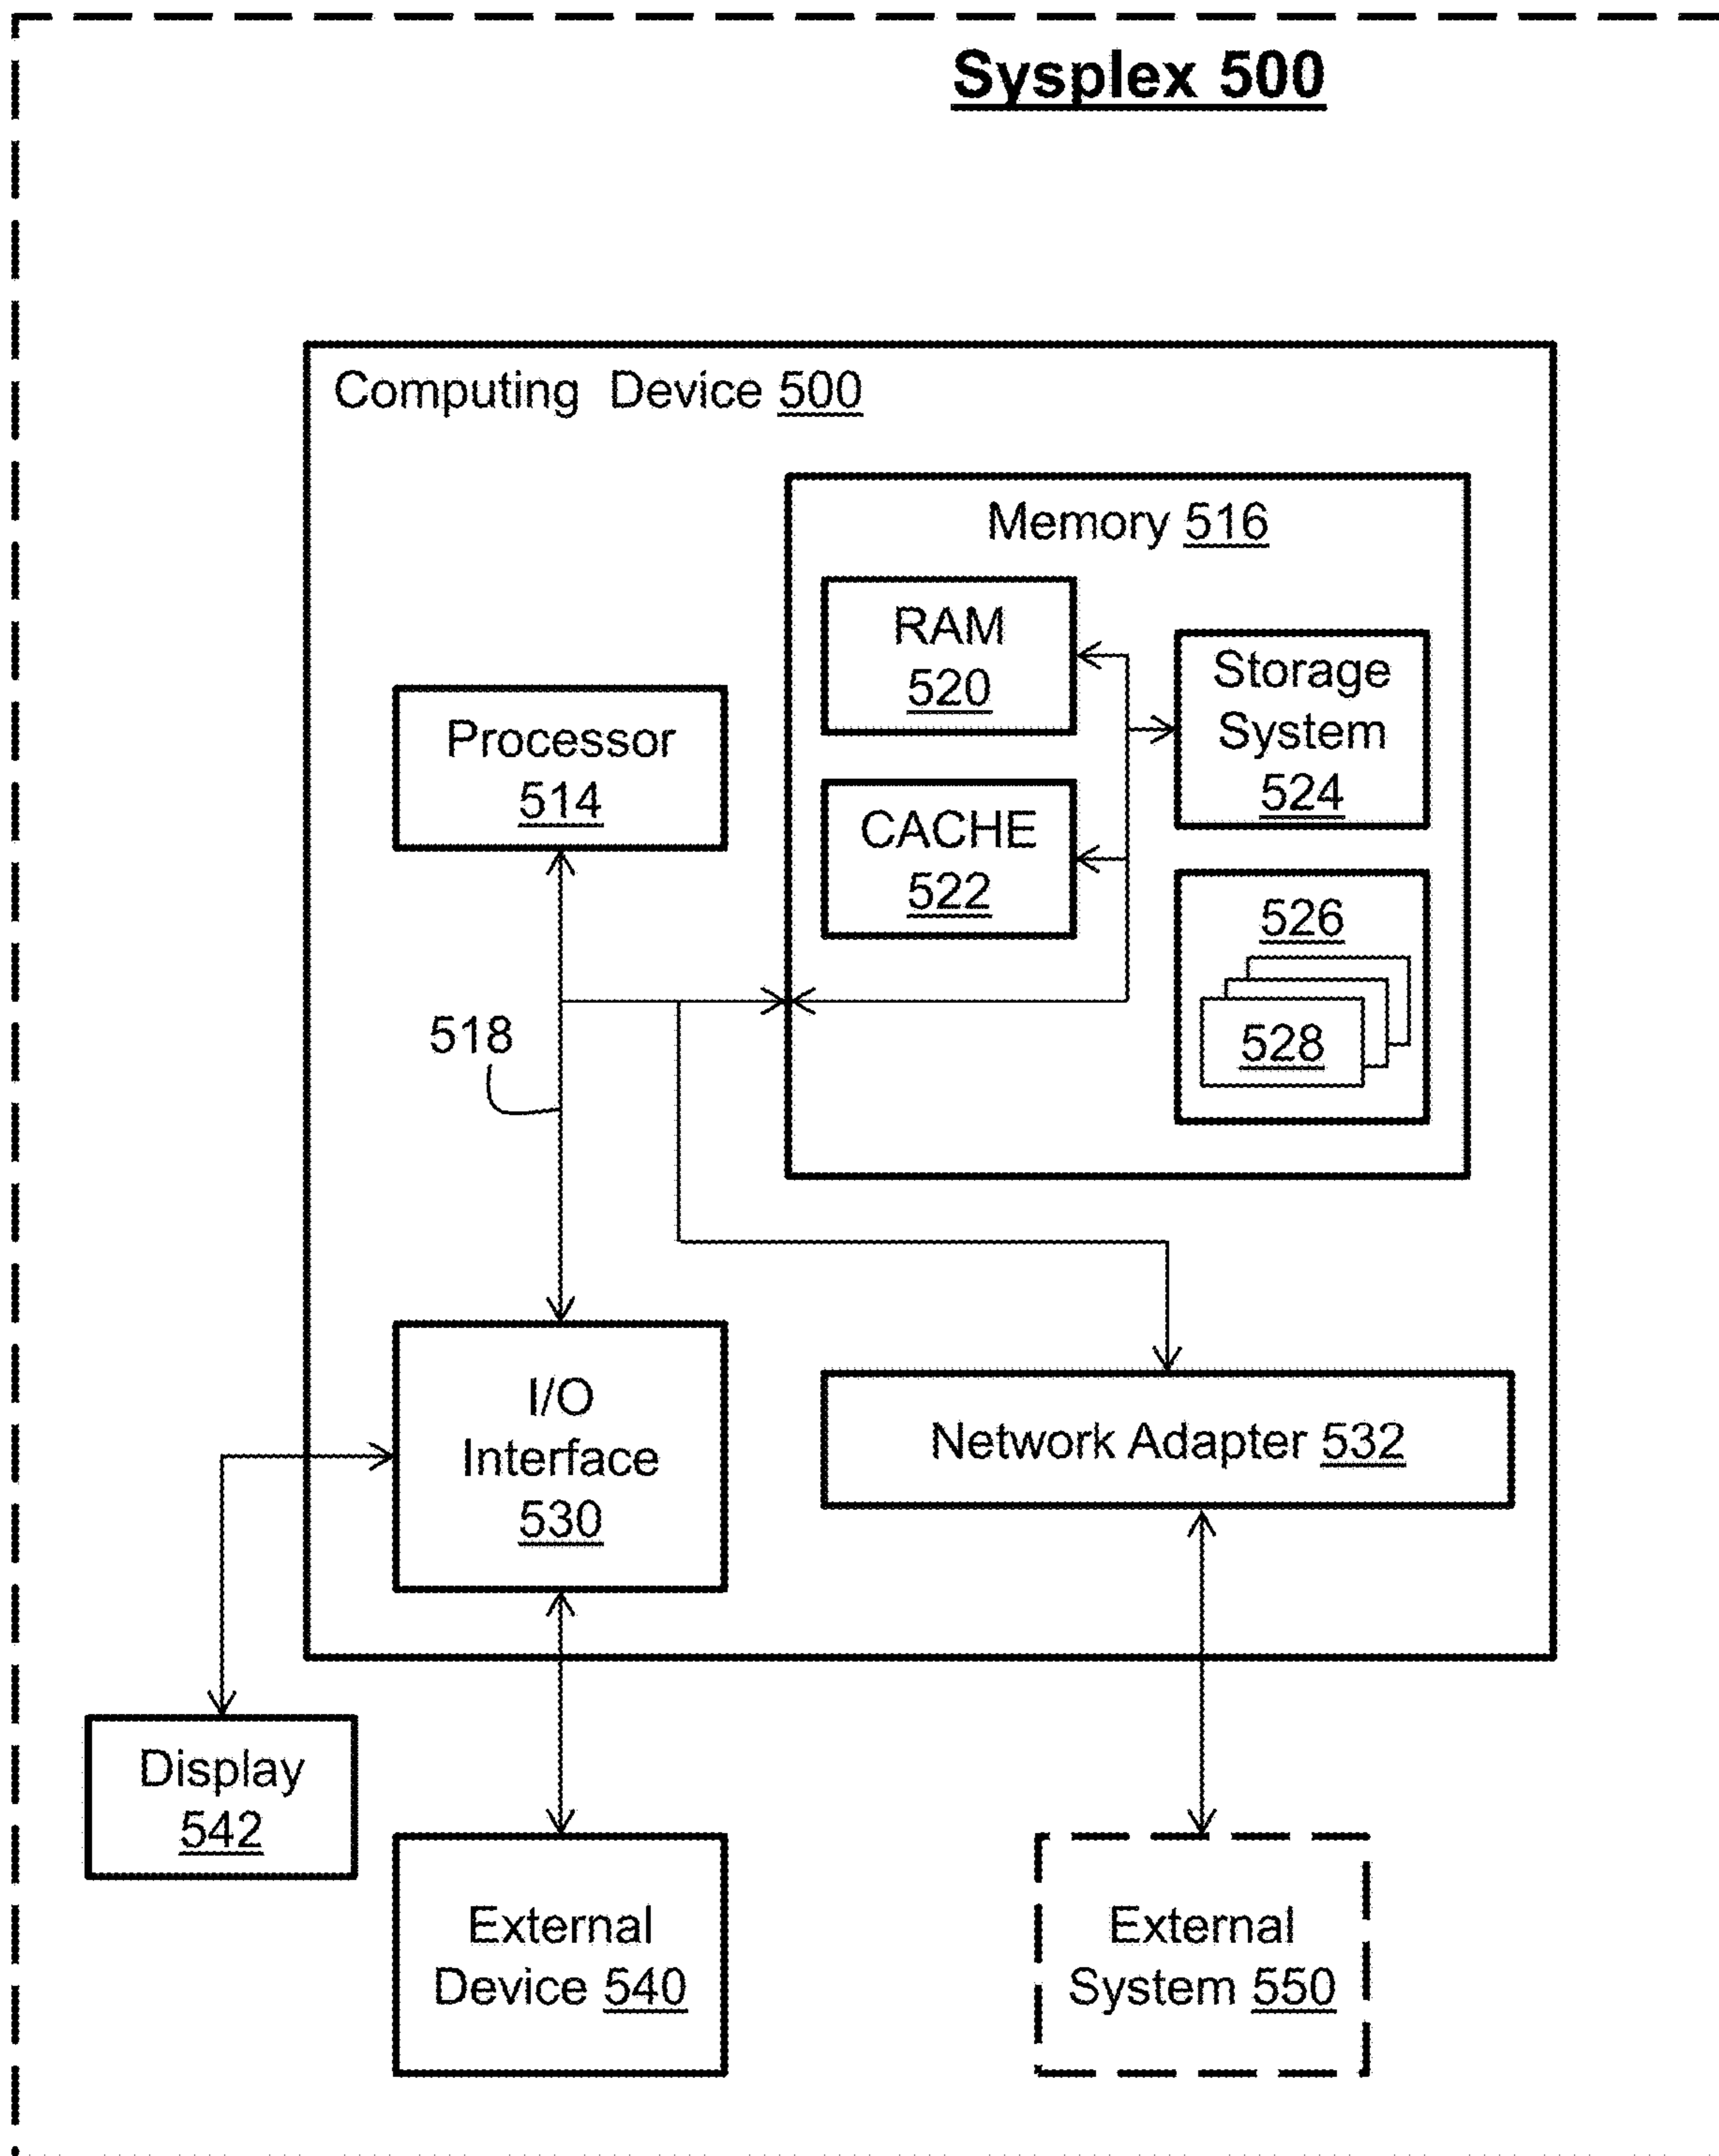 Sysplex 500
Computing Device 500
Memory 516
RAM
520
Storage
System
524
Processor
514
CACHE
522
526
528
518
I/O
Interface
530
Network Adapter 532
Display
542
External
Device 540
External
System 550